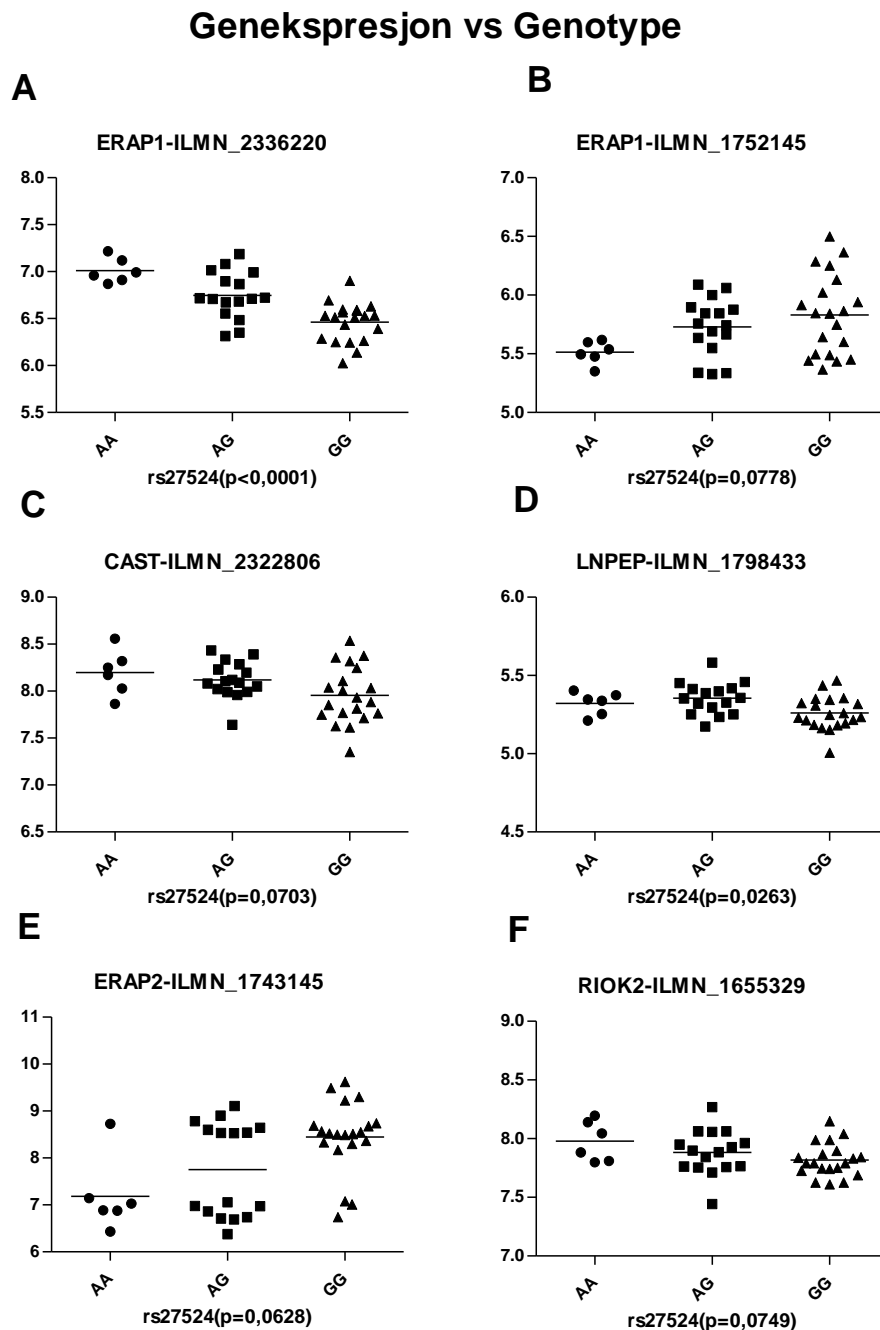 Genekspresjon vs Genotype
A
ERAP1-ILMN_2336220
8.0
7.5
7.0
6.5
6.0
5.5
AA
AG
GG
rs27524(p<0,0001)
B
ERAP1-ILMN_1752145
7.0
6.5
6.0
5.5
5.0
AA
AG
GG
rs27524(p=0,0778)
C
CAST-ILMN_2322806
9.0
8.5
8.0
7.5
7.0
6.5
AA
AG
GG
rs27524(p=0,0703)
D
LNPEP-ILMN_1798433
6.0
5.5
5.0
4.5
AA
AG
GG
rs27524(p=0,0263)
E
ERAP2-ILMN_1743145
11
10
9
8
7
6
AA
AG
GG
rs27524(p=0,0628)
F
RIOK2-ILMN_1655329
9.0
8.5
8.0
7.5
7.0
AA
AG
GG
rs27524(p=0,0749)